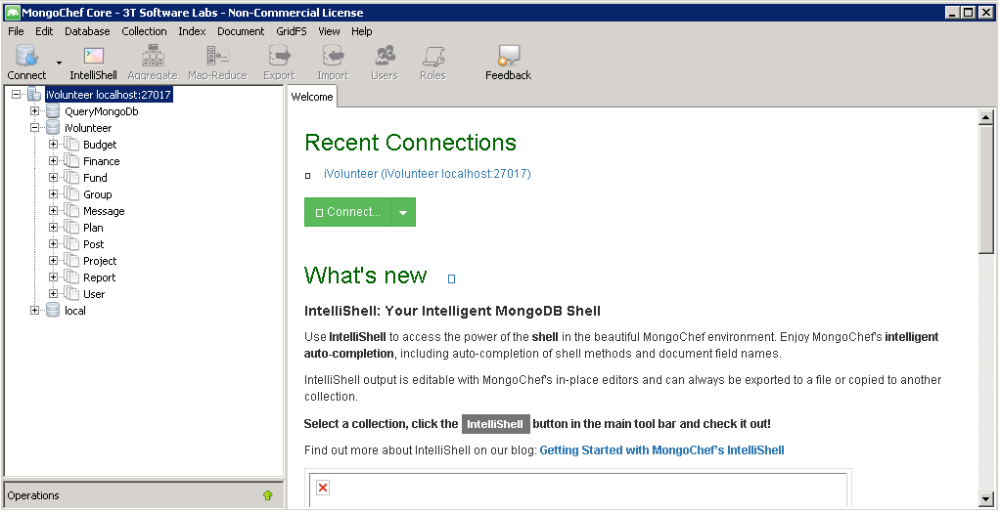 MongoChef Core - 3T Software Labs - Non-Commercial License
File Edit Database Collection Index Document GridFS View Help
Connect IntelliShell Aggregate Map-Reduce Export Import Users Roles Feedback
iVolunteer localhost:27017
QueryMongoDb
iVolunteer
Budget
Finance
Fund
Group
Message
Plan
Post
Project
Report
User
local
Operations
Welcome
Recent Connections
iVolunteer (iVolunteer localhost:27017)
Connect...
What's new
IntelliShell: Your Intelligent MongoDB Shell
Use IntelliShell to access the power of the shell in the beautiful MongoChef environment. Enjoy MongoChef's intelligent
auto-completion, including auto-completion of shell methods and document field names.
IntelliShell output is editable with MongoChef's in-place editors and can always be exported to a file or copied to another
collection.
Select a collection, click the IntelliShell button in the main tool bar and check it out!
Find out more about IntelliShell on our blog: Getting Started with MongoChef's IntelliShell